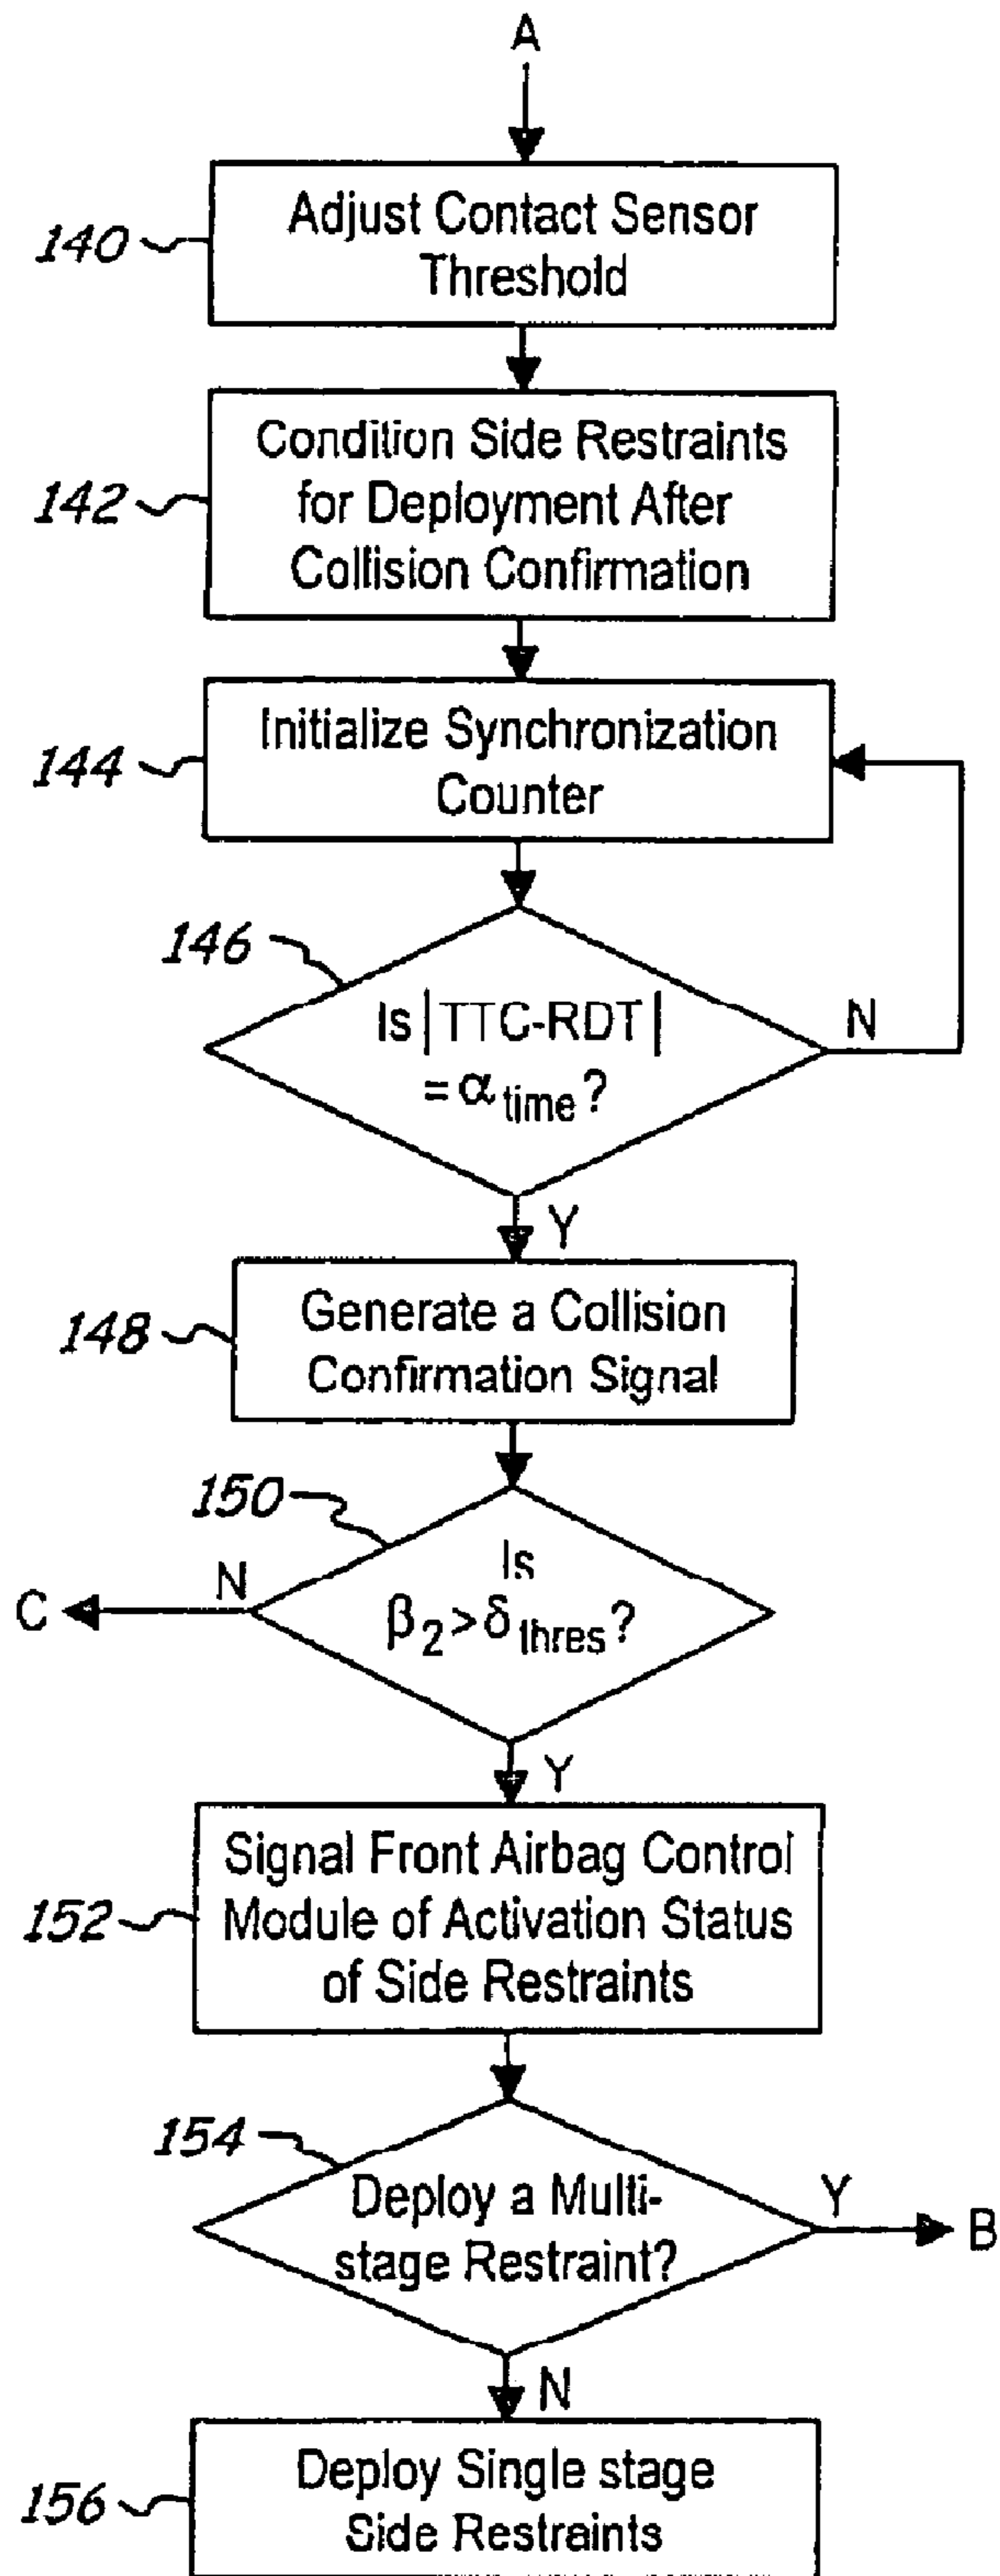 A
140
Adjust Contact Sensor
Threshold
142
Condition Side Restraints
for Deployment After
Collision Confirmation
144
Initialize Synchronization
Counter
146
Is |TTC-RDT|
= α time ?
N
Y
148
Generate a Collision
Confirmation Signal
150
Is
β2 > δthres ?
N
C
Y
152
Signal Front Airbag Control
Module of Activation Status
of Side Restraints
154
Deploy a Multi-
stage Restraint?
Y
B
N
156
Deploy Single stage
Side Restraints